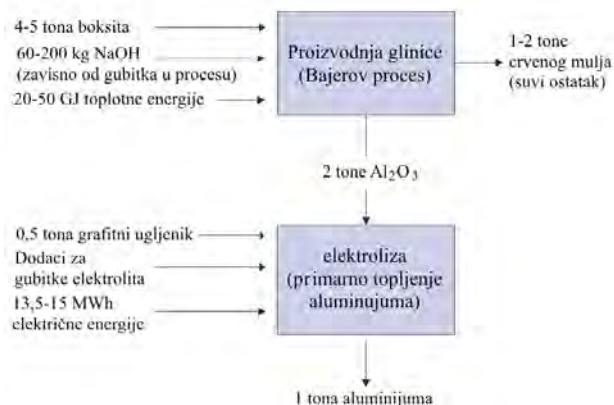 4-5 tona boksita
60-200 kg NaOH
(zavisno od gubitka u procesu)
20-50 GJ toplotne energije
Proizvodnja glinice
(Bajerov proces)
1-2 tone
crvenog mulja
(suvi ostatak)
2 tone Al₂O₃
0,5 tona grafitni ugljenik
Dodaci za
gubitke elektrolita
13,5-15 MWh
električne energije
elektroliza
(primarno topljenje
aluminujuma)
1 tona aluminijuma